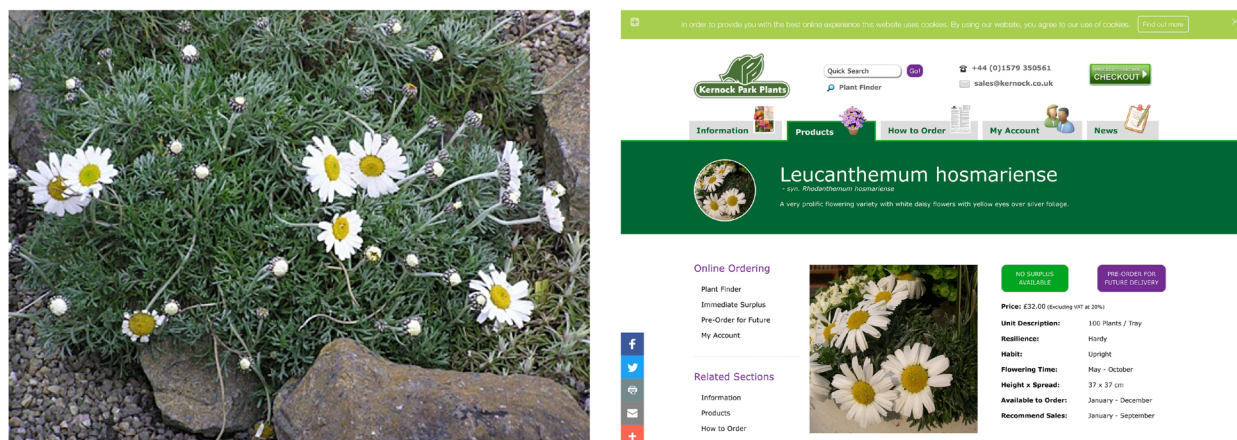 In order to provide you with the best online experience this website uses cookies. By using our website, you agree to our use of cookies. Find out more
Kernock Park Plants
Quick Search Go!
Plant Finder
+44 (0)1579 350561
sales@kernock.co.uk
CHECKOUT
Information
Products
How to Order
My Account
News
Leucanthemum hosmariense
- syn. Rhodanthemum hosmariense
A very prolific flowering variety with white daisy flowers with yellow eyes over silver foliage.
Online Ordering
Plant Finder
Immediate Surplus
Pre-Order for Future
My Account
Related Sections
Information
Products
How to Order
NO SURPLUS
AVAILABLE
PRE-ORDER FOR
FUTURE DELIVERY
Price: £32.00 (Excluding VAT at 20%)
Unit Description: 100 Plants / Tray
Resilience: Hardy
Habit: Upright
Flowering Time: May - October
Height x Spread: 37 x 37 cm
Available to Order: January - December
Recommend Sales: January - September